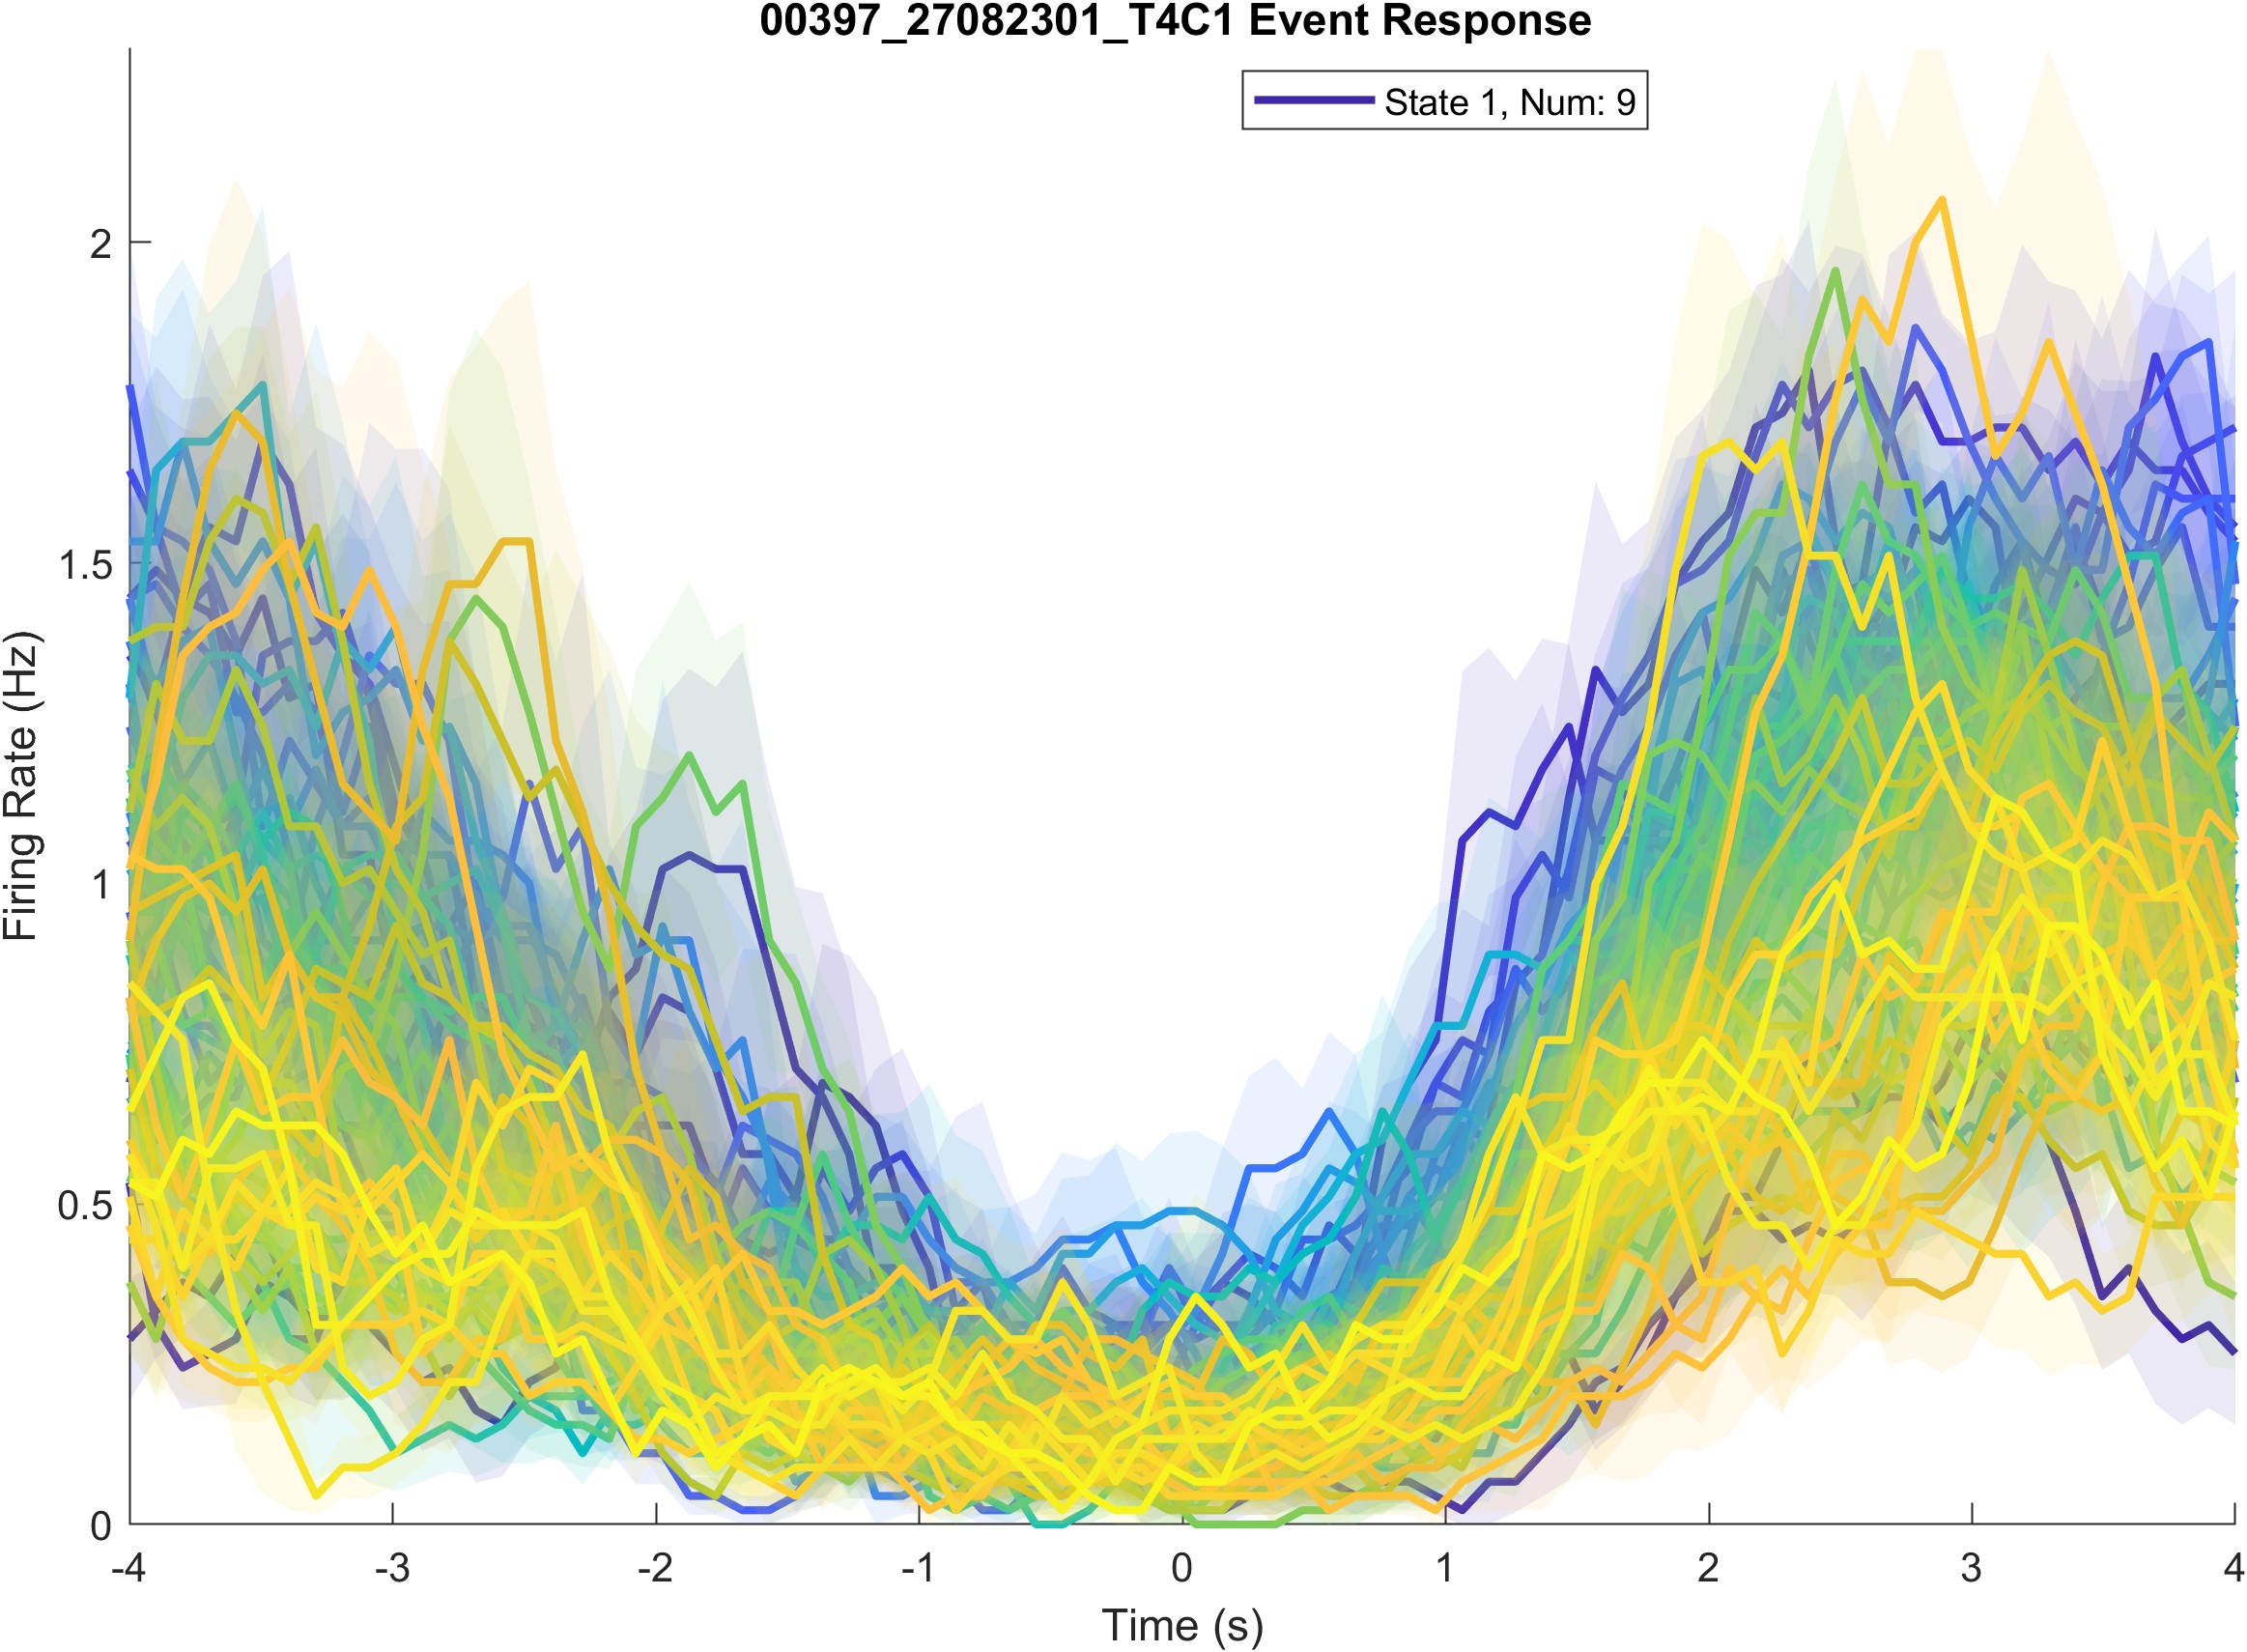 00397_27082301_T4C1 Event Response
State 1, Num: 9
Firing Rate (Hz)
2
1.5
1
0.5
0
-4 -3 -2 -1 0 1 2 3 4
Time (s)